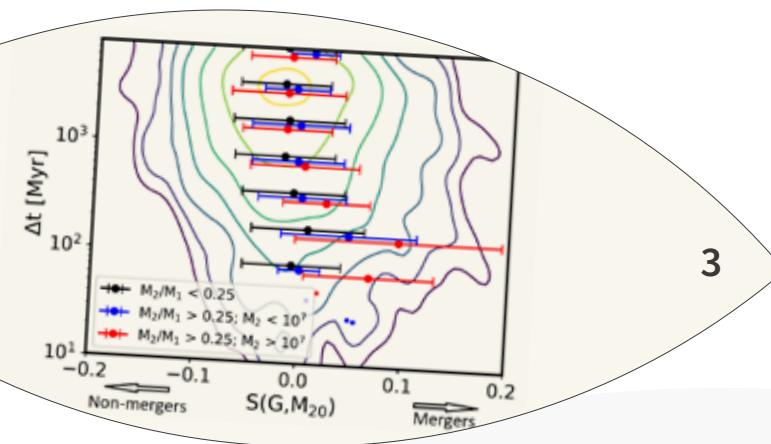 10³
Δt [Myr]
10²
M₂/M₁ < 0.25
M₂/M₁ > 0.25; M₂ < 10⁷
M₂/M₁ > 0.25; M₂ > 10⁷
10¹
−0.2 −0.1 0.0 0.1 0.2
Non-mergers S(G,M₂₀) Mergers
3